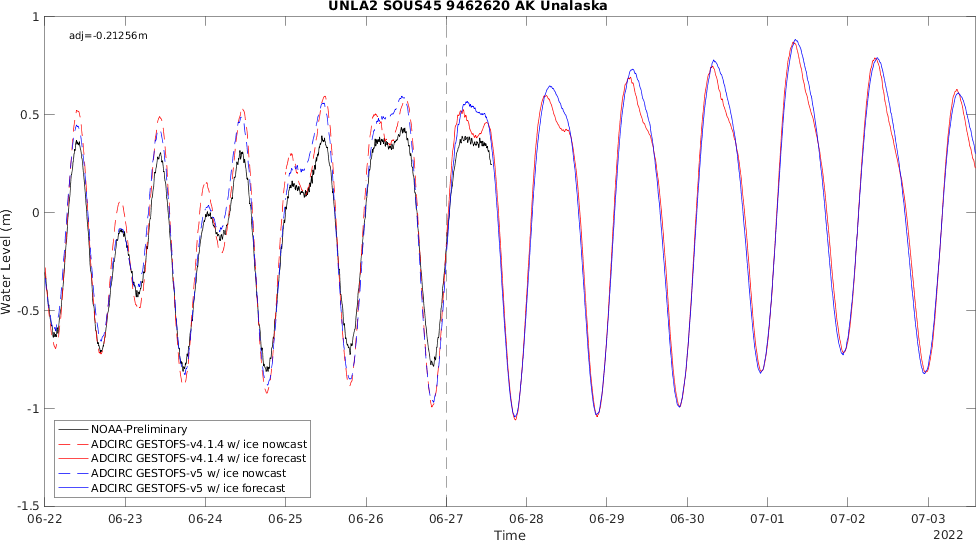 UNLA2 SOUS45 9462620 AK Unalaska
adj=-0.21256m
1
0.5
0
-0.5
-1
-1.5
Water Level (m)
NOAA-Preliminary
ADCIRC GESTOFS-v4.1.4 w/ ice nowcast
ADCIRC GESTOFS-v4.1.4 w/ ice forecast
ADCIRC GESTOFS-v5 w/ ice nowcast
ADCIRC GESTOFS-v5 w/ ice forecast
06-22 06-23 06-24 06-25 06-26 06-27 06-28 06-29 06-30 07-01 07-02 07-03
Time
2022